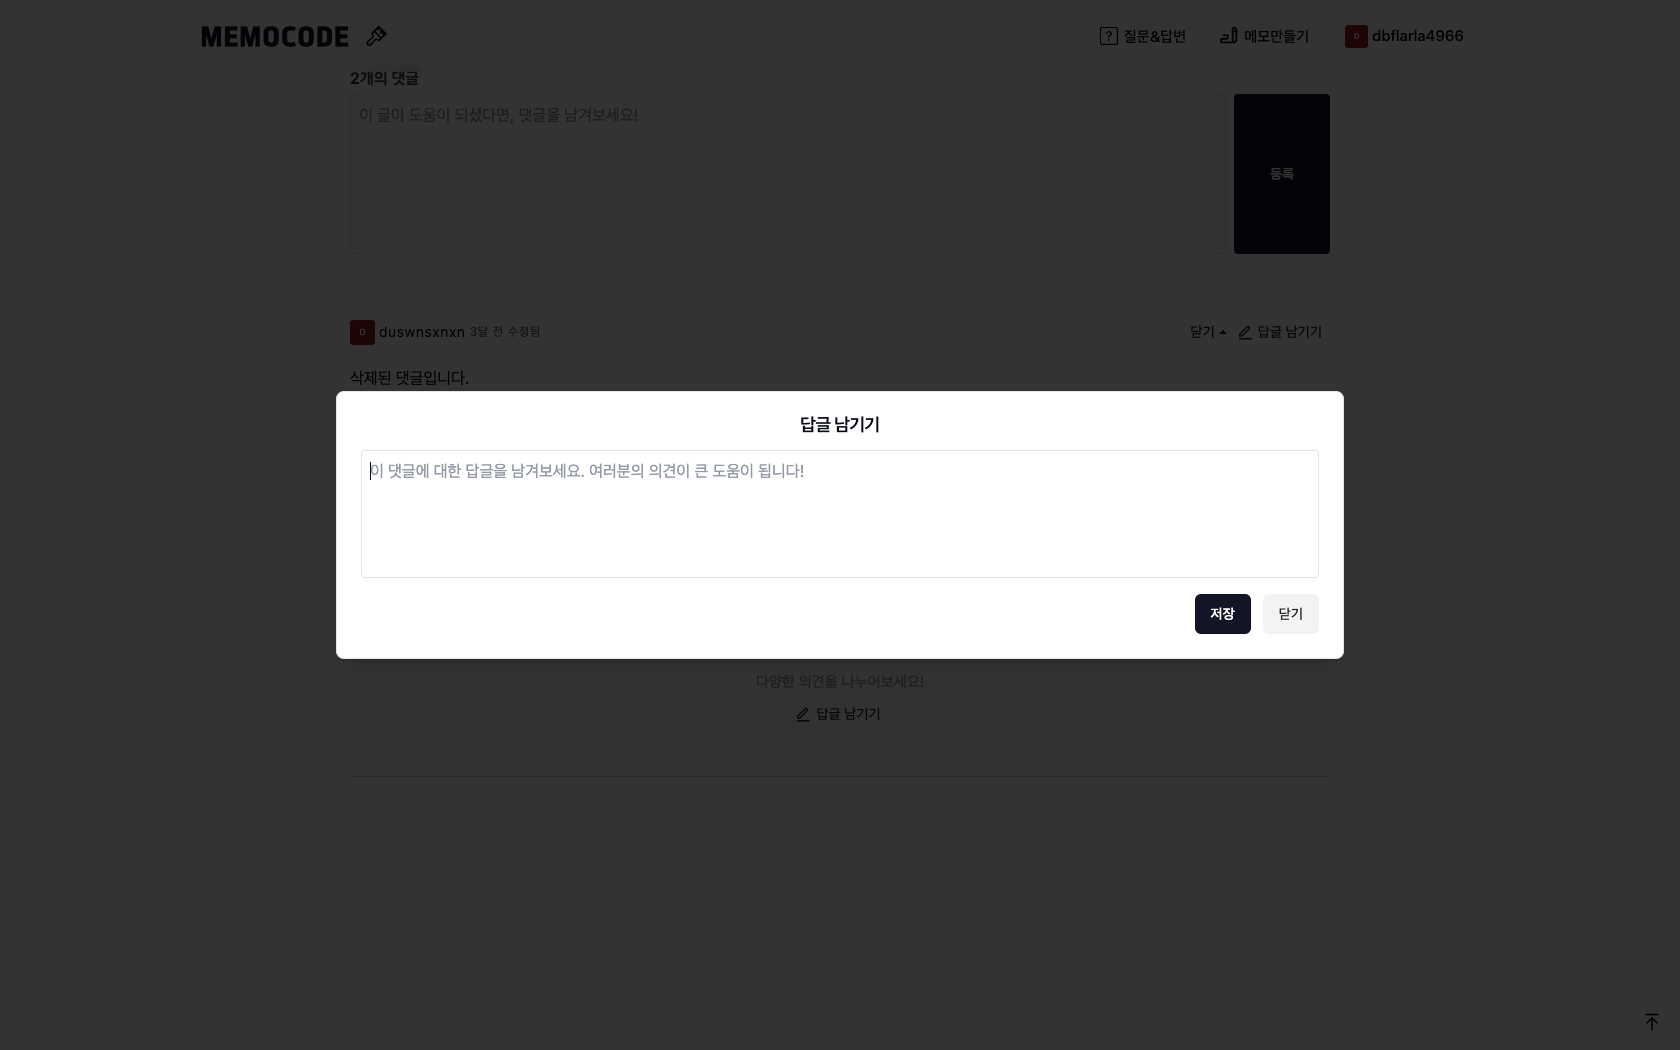 MEMOCODE
질문&답변
메모만들기
D
dbflarla4966
2개의 댓글
이 글이 도움이 되셨다면, 댓글을 남겨보세요!
등록
D
duswnsxnxn
3달 전 수정됨
닫기
답글 남기기
삭제된 댓글입니다.
답글 남기기
이 댓글에 대한 답글을 남겨보세요. 여러분의 의견이 큰 도움이 됩니다!
저장
닫기
다양한 의견을 나누어보세요!
답글 남기기